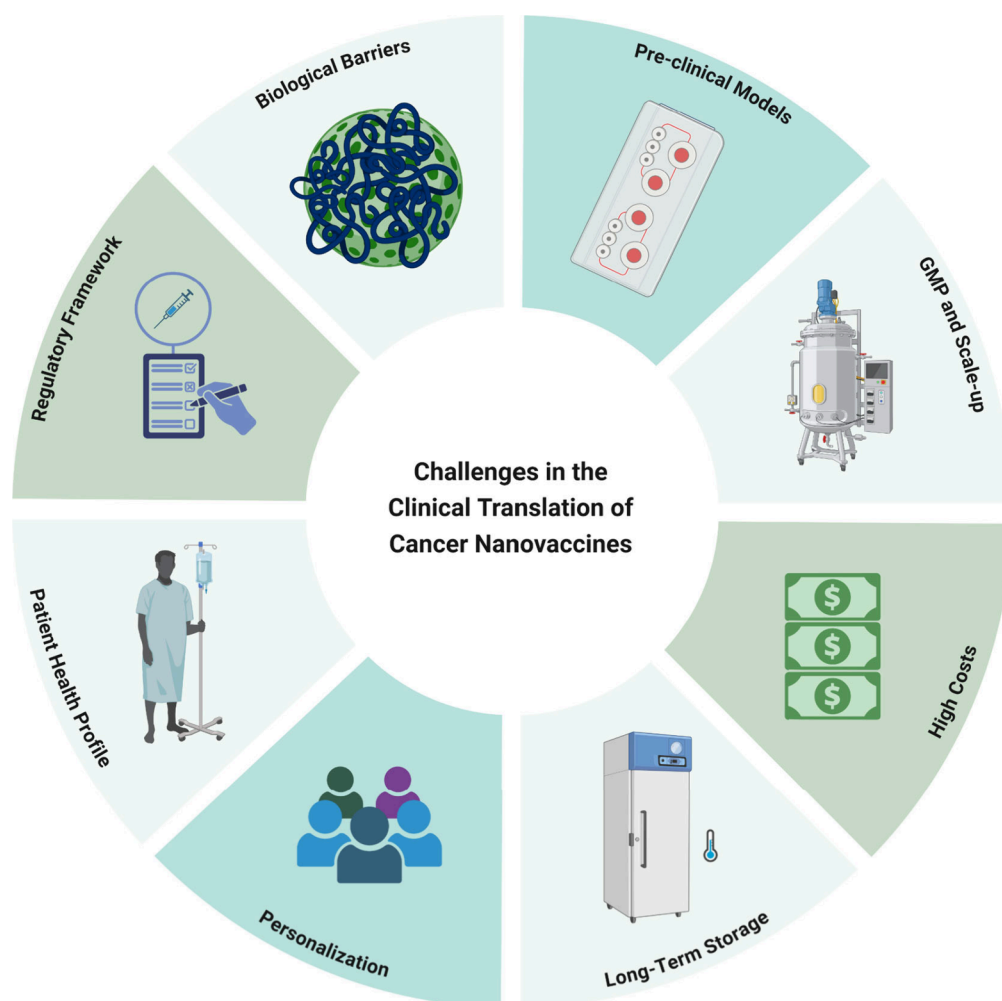 Biological Barriers
Pre-clinical Models
GMP and Scale-up
High Costs
Long-Term Storage
Personalization
Patient Health Profile
Regulatory Framework
Challenges in the
Clinical Translation of
Cancer Nanovaccines
$
$
$